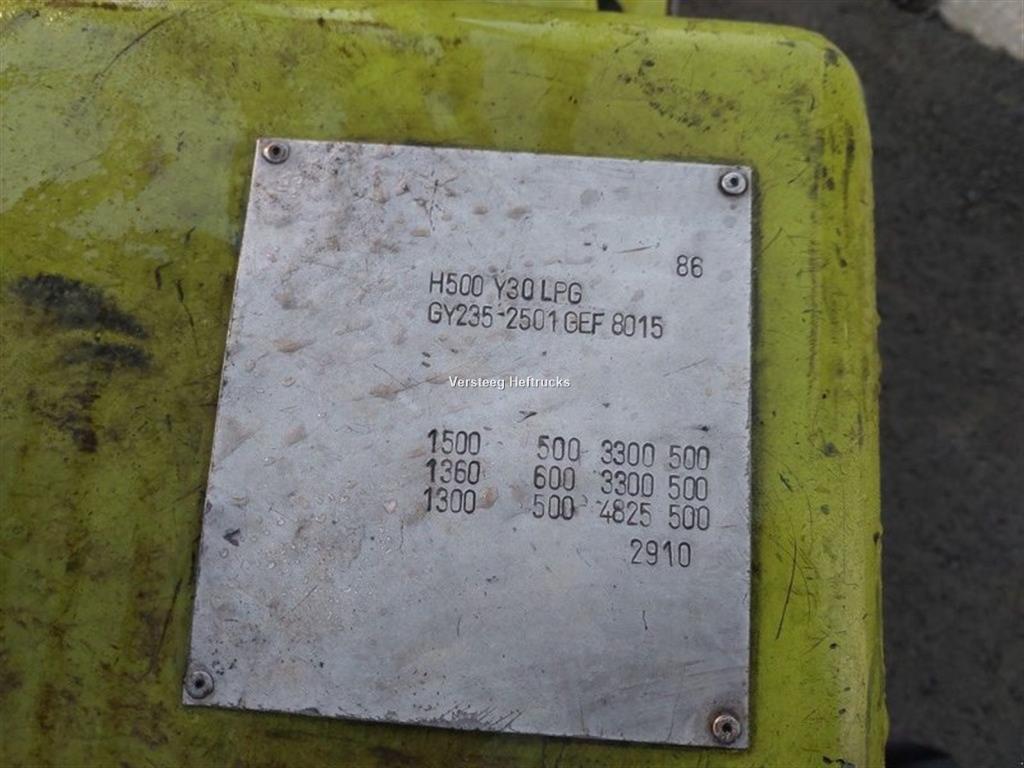 86
H500 Y30 LPG
GY235-2501 GEF 8015
Versteeg Heftrucks
1500 500 3300 500
1360 600 3300 500
1300 500 4825 500
2910